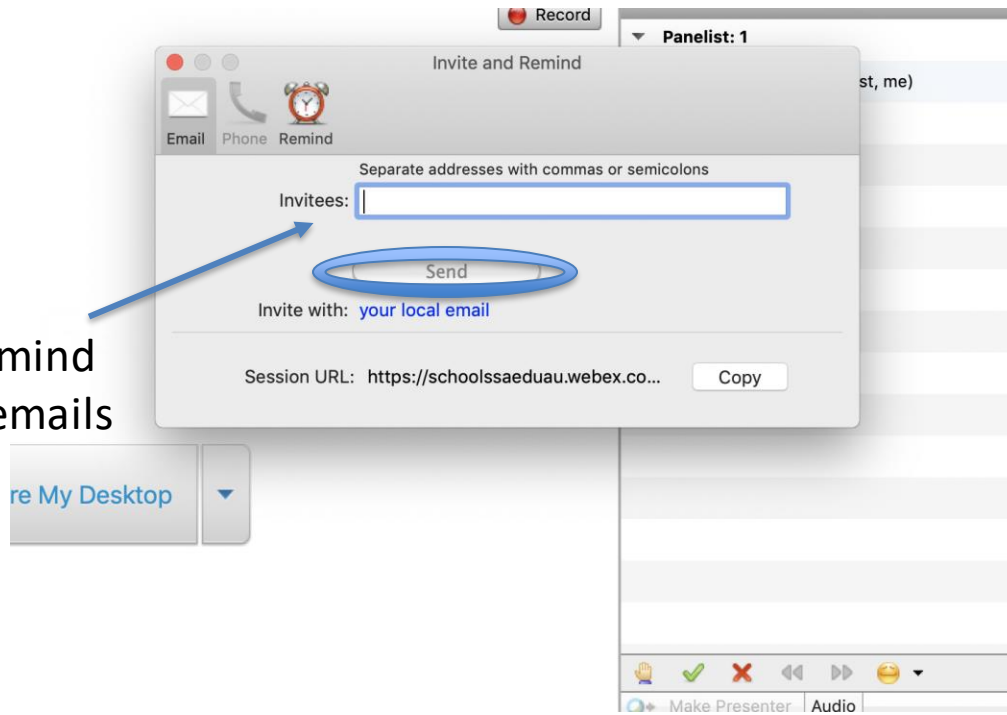 Record
Panelist: 1
Invite and Remind
st, me)
Email Phone Remind
Separate addresses with commas or semicolons
Invitees:
Send
Invite with: your local email
mind
Session URL: https://schoolssaeduau.webex.co... Copy
emails
re My Desktop
Make Presenter Audio